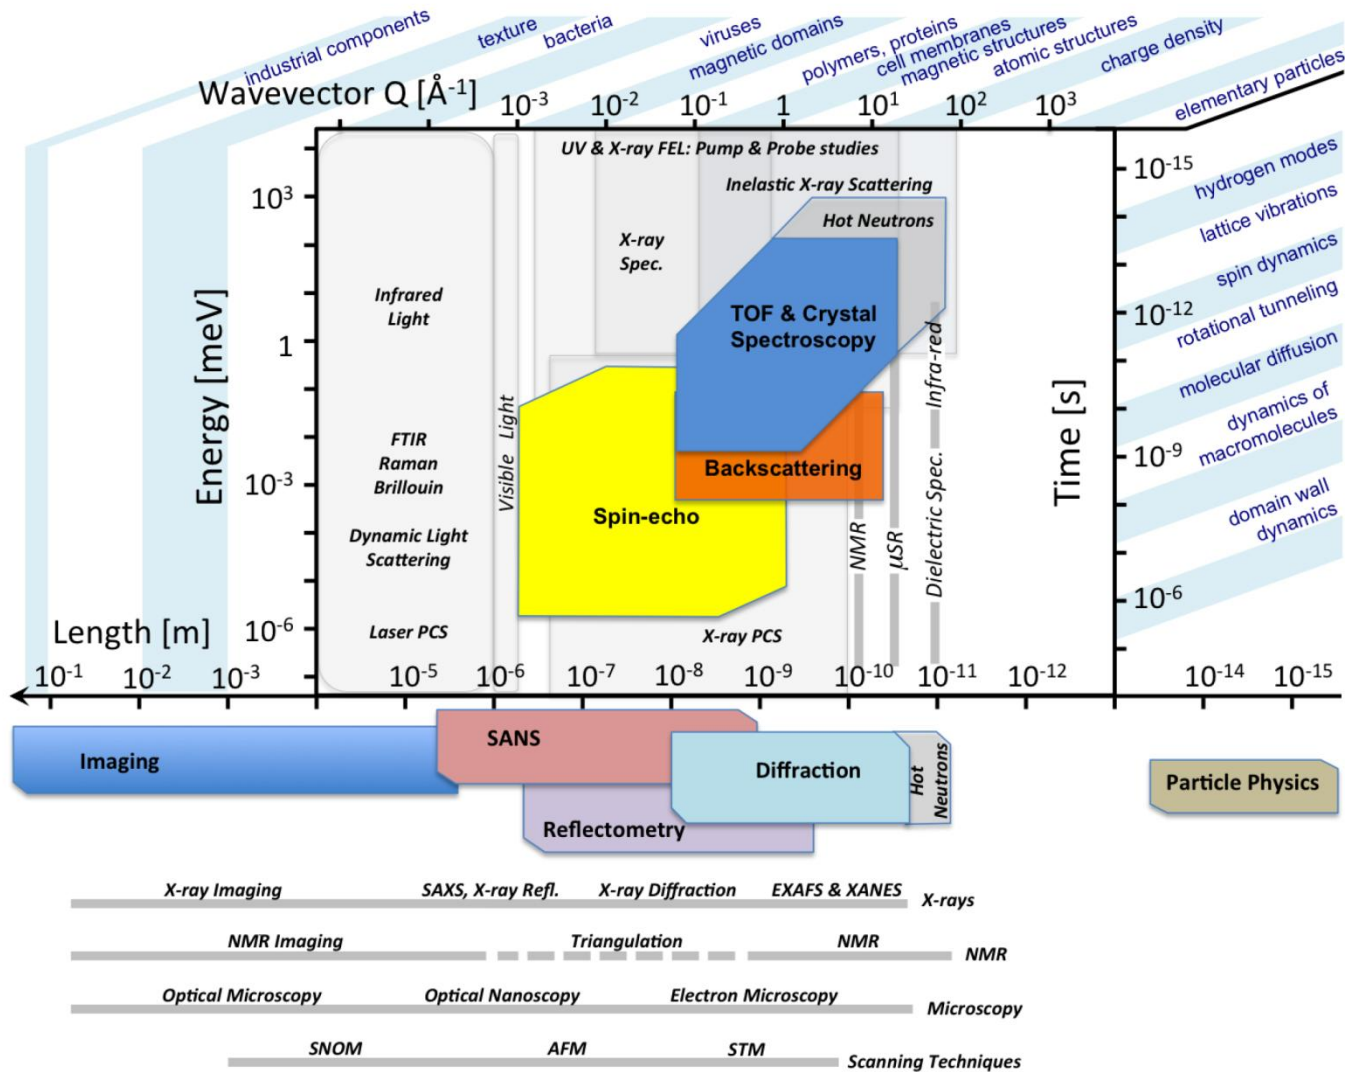 industrial components
texture
bacteria
viruses
magnetic domains
polymers, proteins
cell membranes
magnetic structures
atomic structures
charge density
elementary particles
Wavevector Q [Å-1]
10-3
10-2
10-1
1
101
102
103
UV & X-ray FEL: Pump & Probe studies
Inelastic X-ray Scattering
Hot Neutrons
X-ray
Spec.
Infrared
Light
TOF & Crystal
Spectroscopy
FTIR
Raman
Brillouin
Visible Light
Backscattering
Spin-echo
Dynamic Light
Scattering
Laser PCS
X-ray PCS
NMR
μSR
Dielectric Spec. Infra-red
Energy [meV]
103
1
10-3
10-6
Time [s]
10-15
10-12
10-9
10-6
hydrogen modes
lattice vibrations
spin dynamics
rotational tunneling
molecular diffusion
dynamics of
macromolecules
domain wall
dynamics
Length [m]
10-1
10-2
10-3
10-5
10-6
10-7
10-8
10-9
10-10
10-11
10-12
10-14
10-15
Imaging
SANS
Diffraction
Hot
Neutrons
Reflectometry
Particle Physics
X-ray Imaging
SAXS, X-ray Refl.
X-ray Diffraction
EXAFS & XANES
X-rays
NMR Imaging
Triangulation
NMR
NMR
Optical Microscopy
Optical Nanoscopy
Electron Microscopy
Microscopy
SNOM
AFM
STM
Scanning Techniques